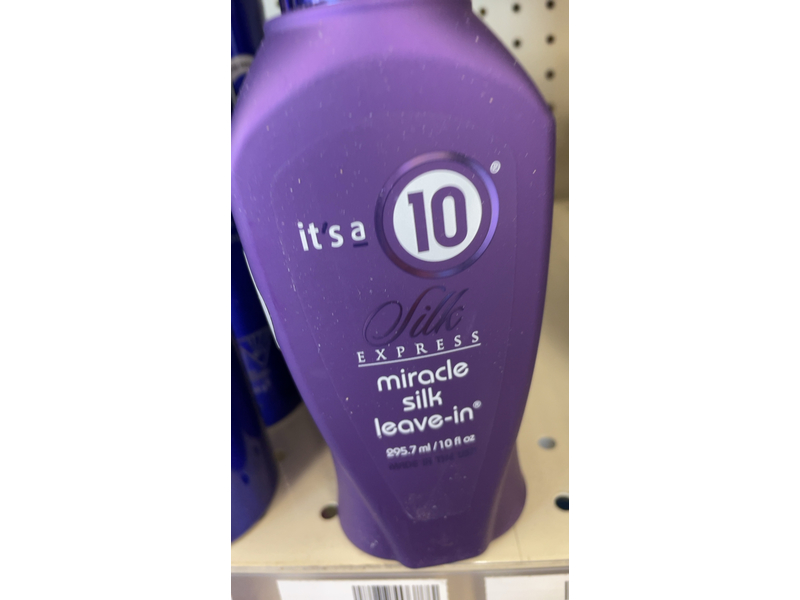 it's a 10®
Silk
EXPRESS
miracle
silk
leave-in®
295.7 ml / 10 fl oz